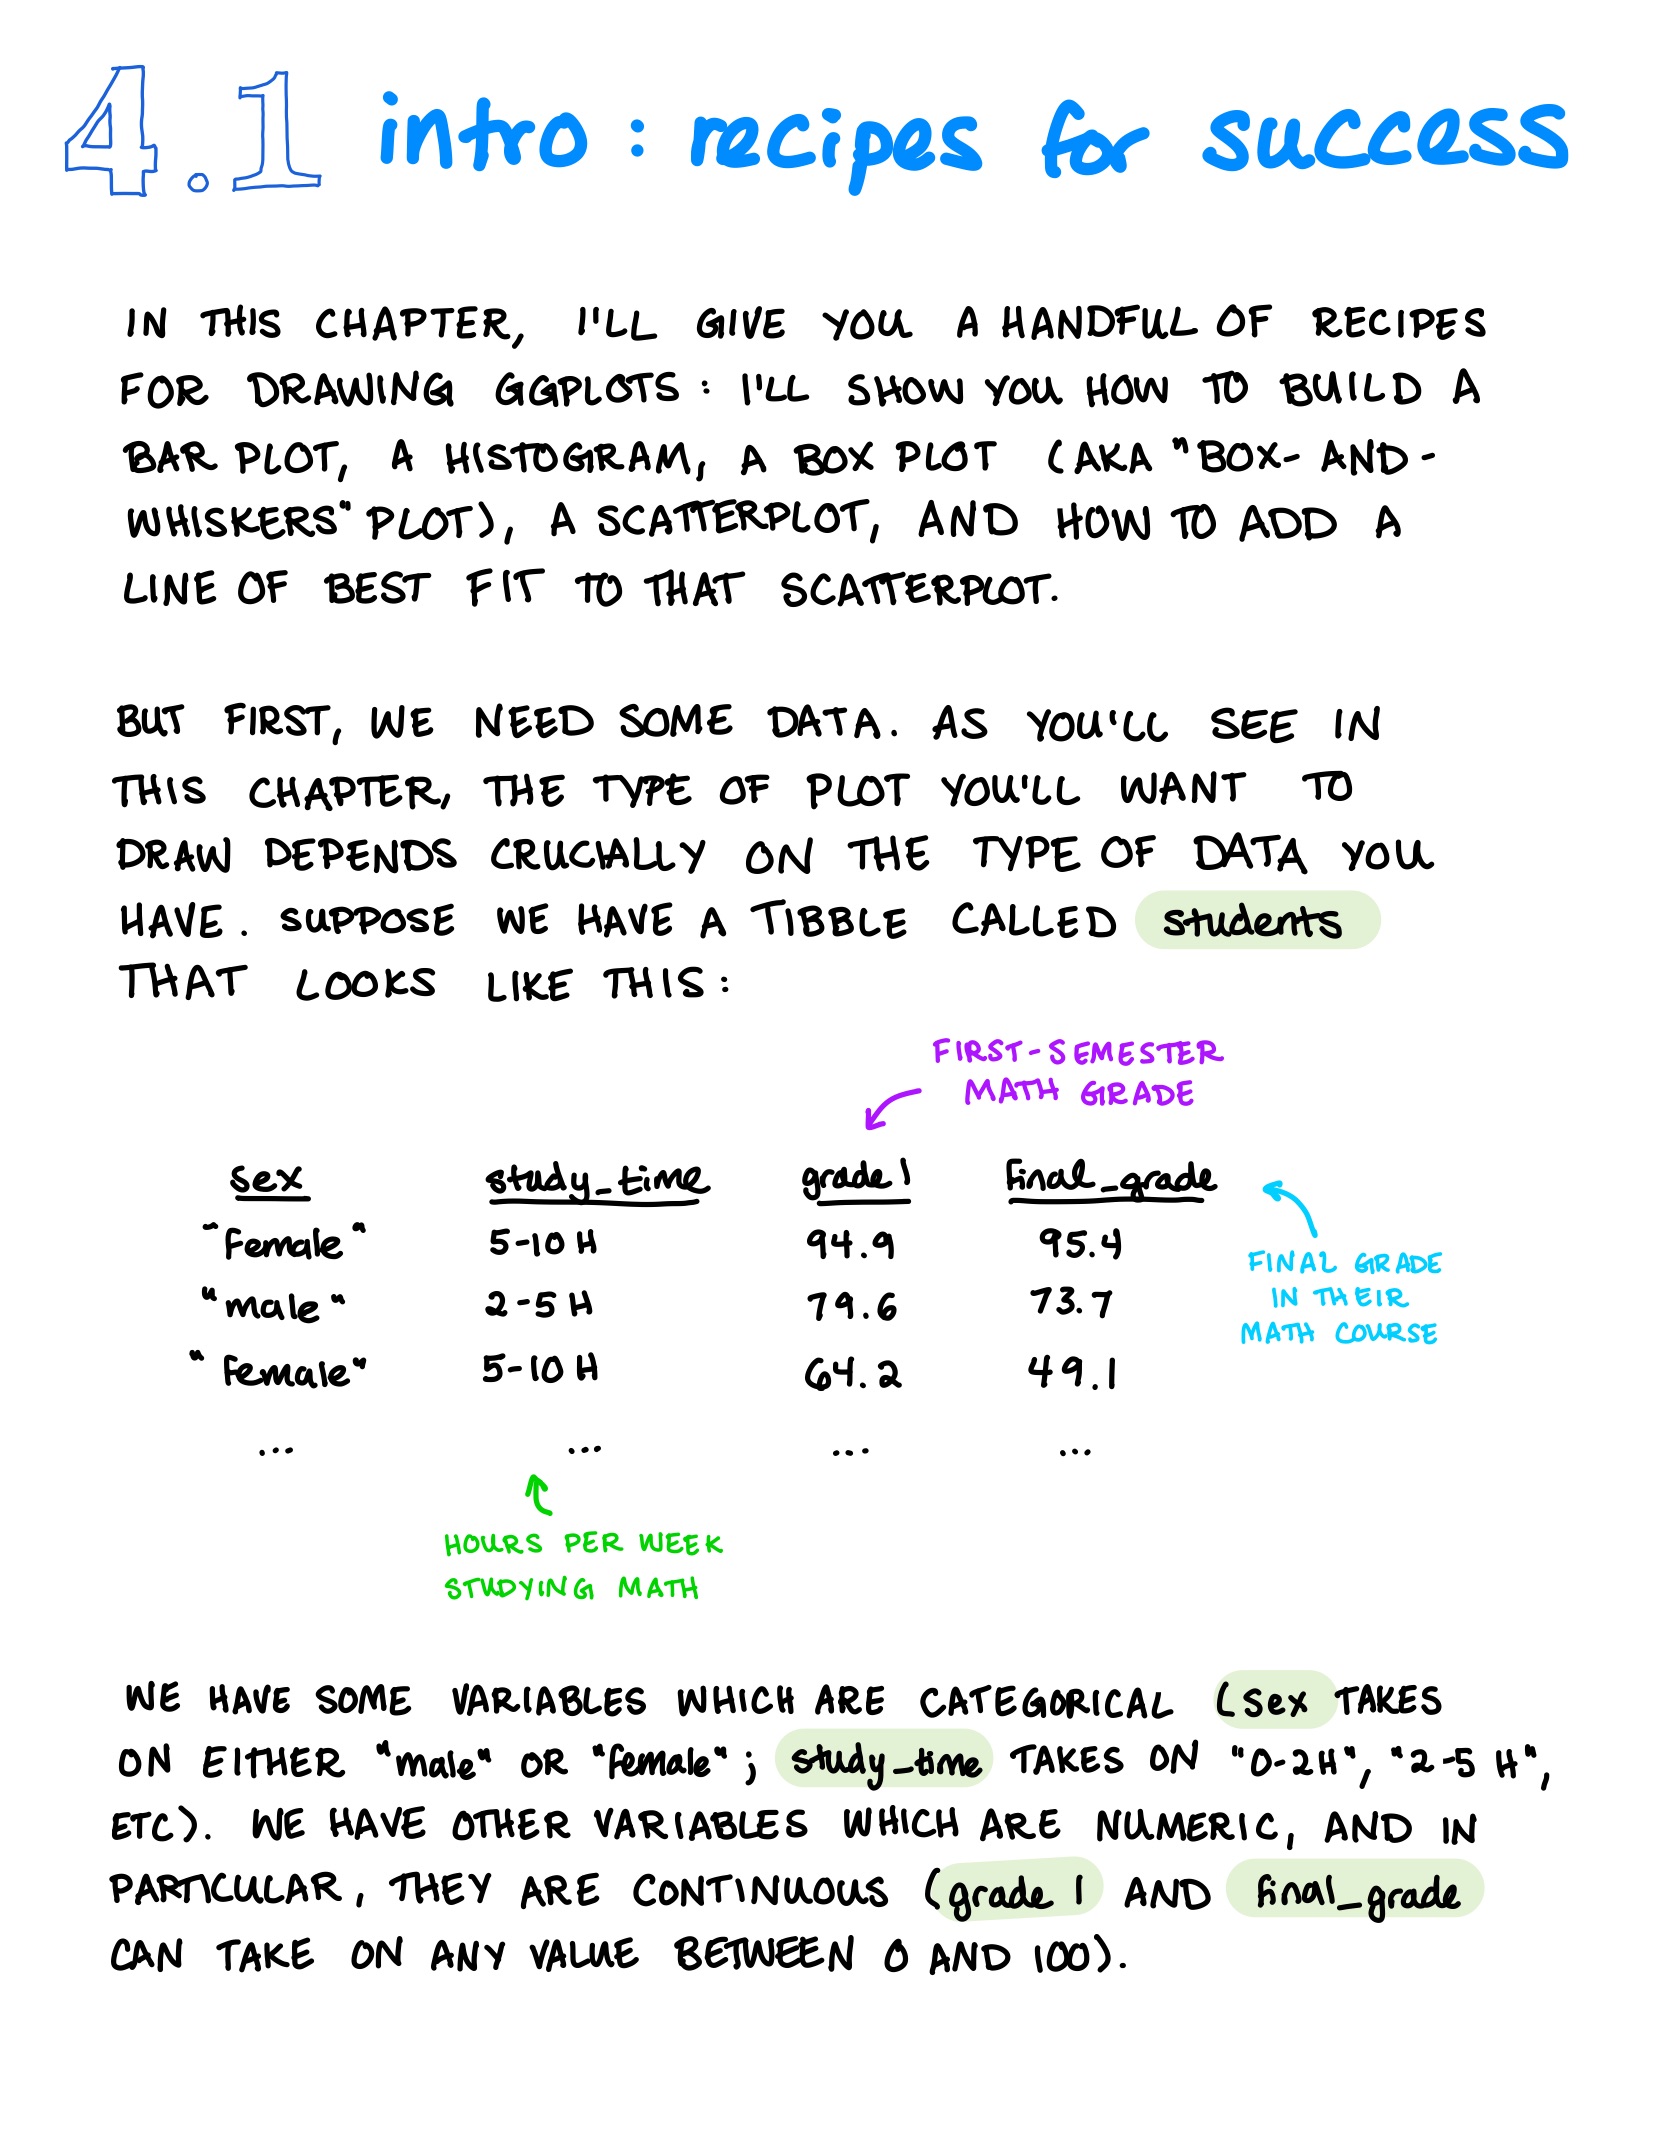 4.1 intro: recipes for success
IN THIS CHAPTER, I'LL GIVE YOU A HANDFUL OF RECIPES
FOR DRAWING GGPLOTS: I'LL SHOW YOU HOW TO BUILD A
BAR PLOT, A HISTOGRAM, A BOX PLOT (AKA "BOX-AND-
WHISKERS" PLOT), A SCATTERPLOT, AND HOW TO ADD A
LINE OF BEST FIT TO THAT SCATTERPLOT.
BUT FIRST, WE NEED SOME DATA. AS YOU'LL SEE IN
THIS CHAPTER, THE TYPE OF PLOT YOU'LL WANT TO
DRAW DEPENDS CRUCIALLY ON THE TYPE OF DATA YOU
HAVE. SUPPOSE WE HAVE A TIBBLE CALLED students
THAT LOOKS LIKE THIS:
FIRST-SEMESTER
MATH GRADE
sex study_time grade1 final_grade
"female" 5-10 H 94.9 95.4
"male" 2-5 H 79.6 73.7
"female" 5-10 H 64.2 49.1
... ... ... ...
FINAL GRADE
IN THEIR
MATH COURSE
HOURS PER WEEK
STUDYING MATH
WE HAVE SOME VARIABLES WHICH ARE CATEGORICAL (sex TAKES
ON EITHER "male" OR "female"; study_time TAKES ON "0-2H", "2-5 H",
ETC). WE HAVE OTHER VARIABLES WHICH ARE NUMERIC, AND IN
PARTICULAR, THEY ARE CONTINUOUS (grade1 AND final_grade
CAN TAKE ON ANY VALUE BETWEEN 0 AND 100).